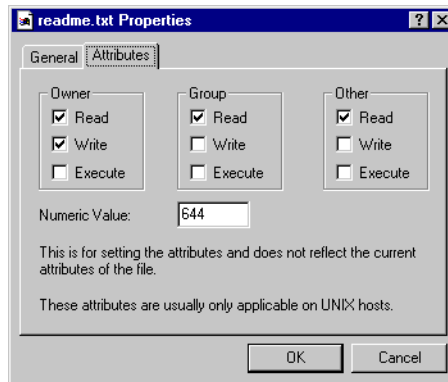 readme.txt Properties
General Attributes
Owner Group Other
Read Read Read
Write Write Write
Execute Execute Execute
Numeric Value: 644
This is for setting the attributes and does not reflect the current
attributes of the file.
These attributes are usually only applicable on UNIX hosts.
OK Cancel